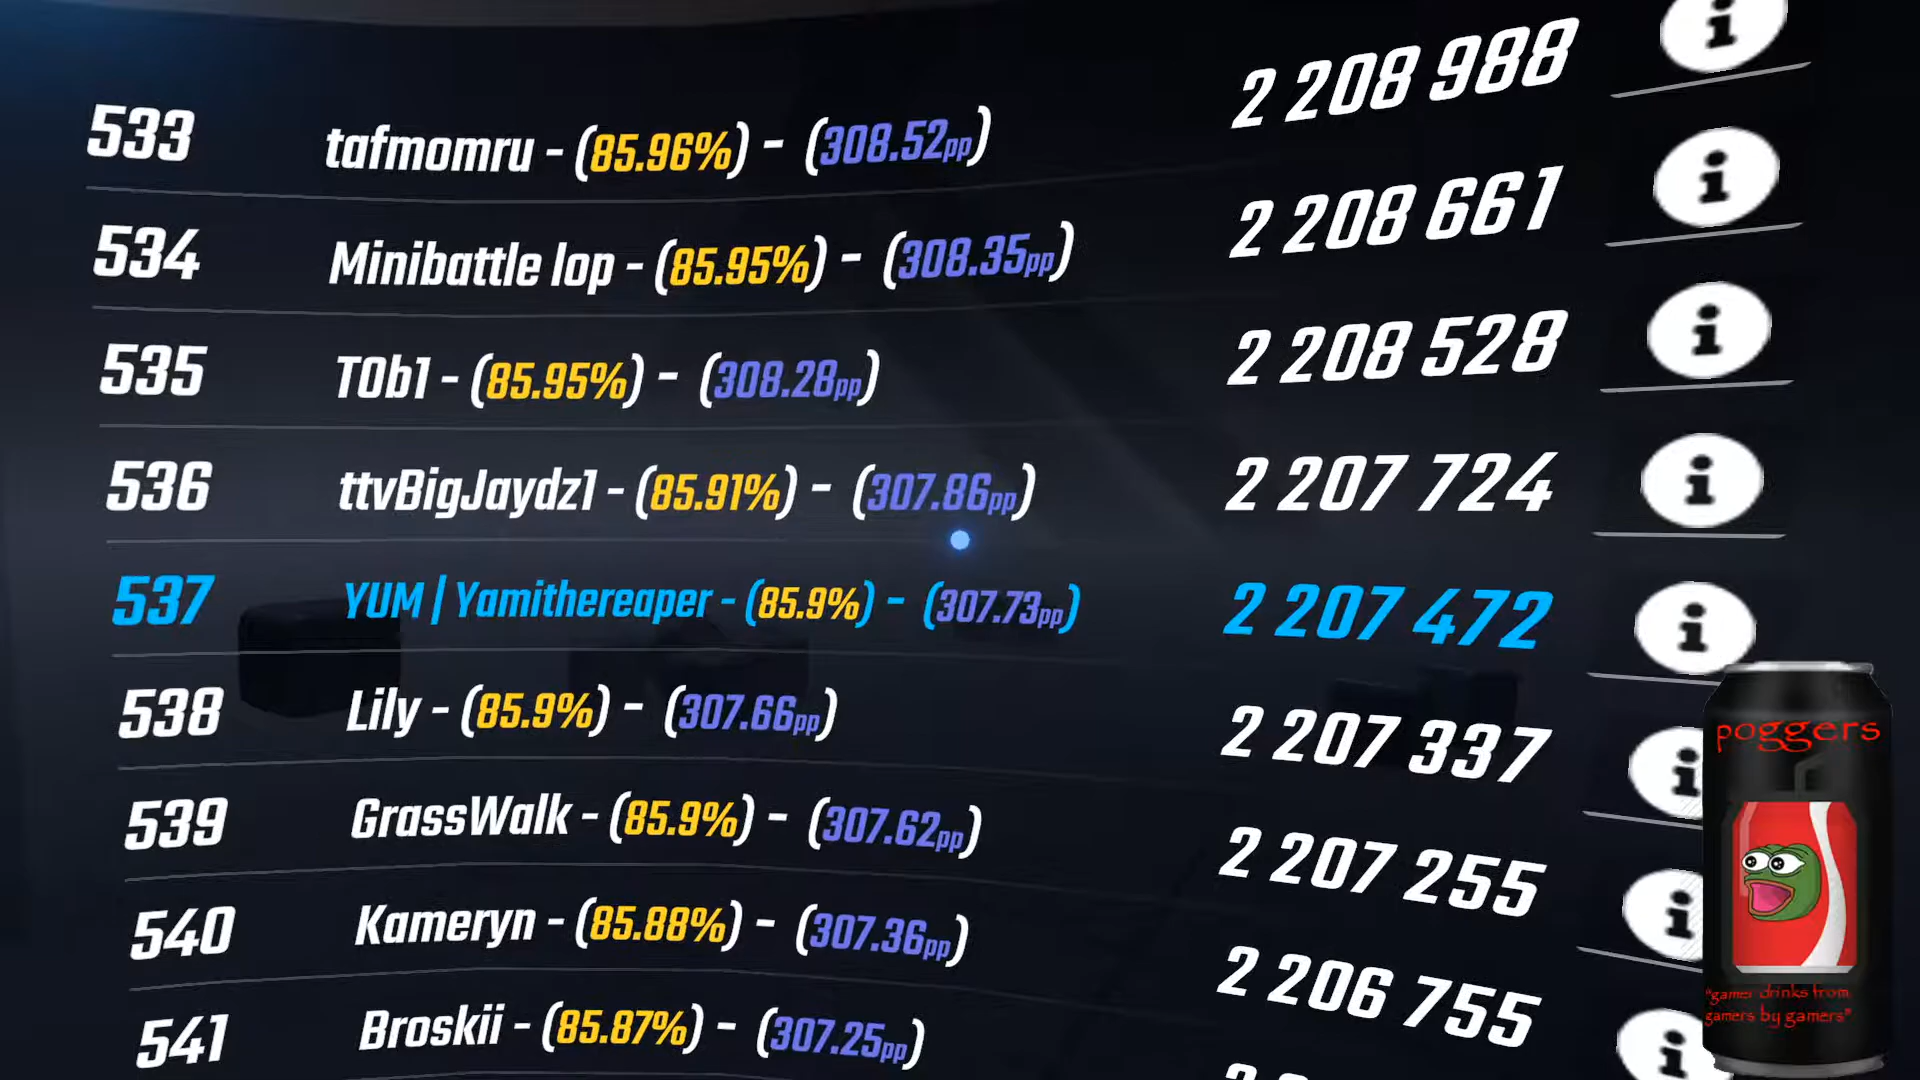 533 tafmomru - (85.96%) - (308.52pp) 2 208 988
534 Minibattle lop - (85.95%) - (308.35pp) 2 208 661
535 T0b1 - (85.95%) - (308.28pp) 2 208 528
536 ttvBigJaydz1 - (85.91%) - (307.86pp) 2 207 724
537 YUM | Yamithereaper - (85.9%) - (307.73pp) 2 207 472
538 Lily - (85.9%) - (307.66pp) 2 207 337
539 GrassWalk - (85.9%) - (307.62pp) 2 207 255
540 Kameryn - (85.88%) - (307.36pp) 2 206 755
541 Broskii - (85.87%) - (307.25pp)
poggers
"gamer drinks from
gamers by gamers"